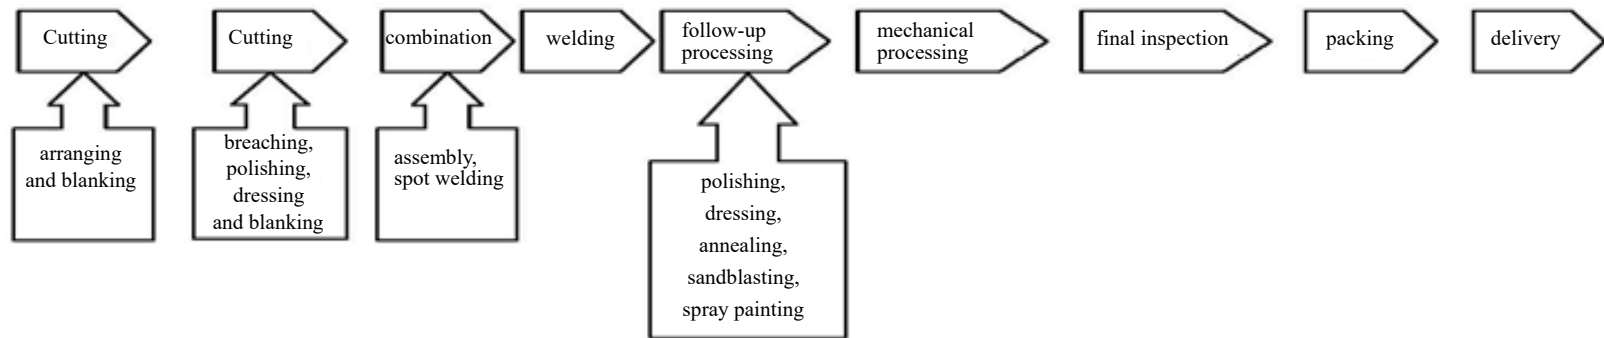 Cutting
Cutting
combination
welding
follow-up
processing
mechanical
processing
final inspection
packing
delivery
arranging
and blanking
breaching,
polishing,
dressing
and blanking
assembly,
spot welding
polishing,
dressing,
annealing,
sandblasting,
spray painting